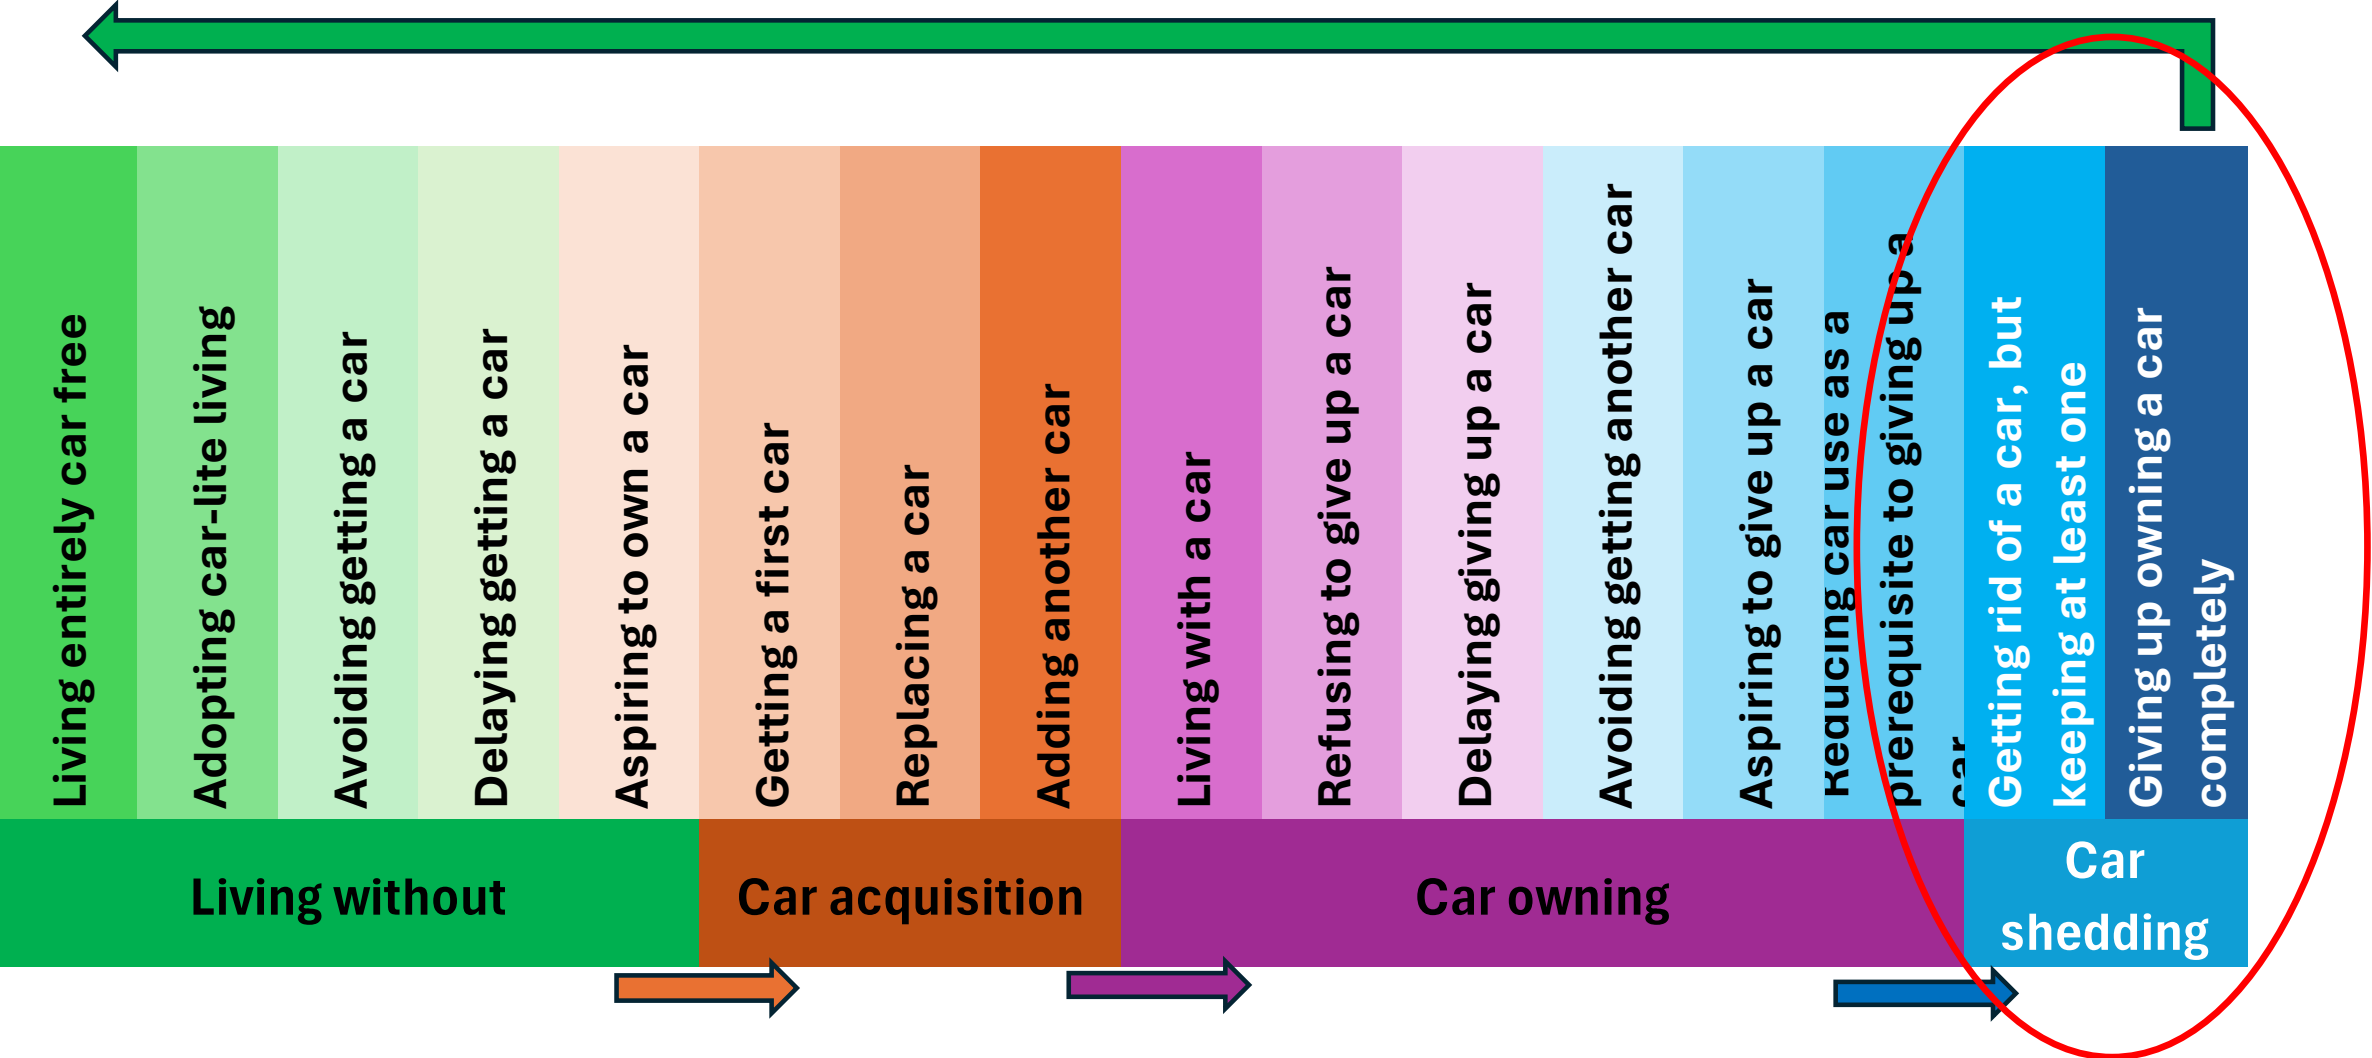 Living entirely car free
Adopting car-lite living
Avoiding getting a car
Delaying getting a car
Aspiring to own a car
Getting a first car
Replacing a car
Adding another car
Living with a car
Refusing to give up a car
Delaying giving up a car
Avoiding getting another car
Aspiring to give up a car
Reducing car use as a
prerequisite to giving up a
car
Getting rid of a car, but
keeping at least one
Giving up owning a car
completely
Living without
Car acquisition
Car owning
Car
shedding